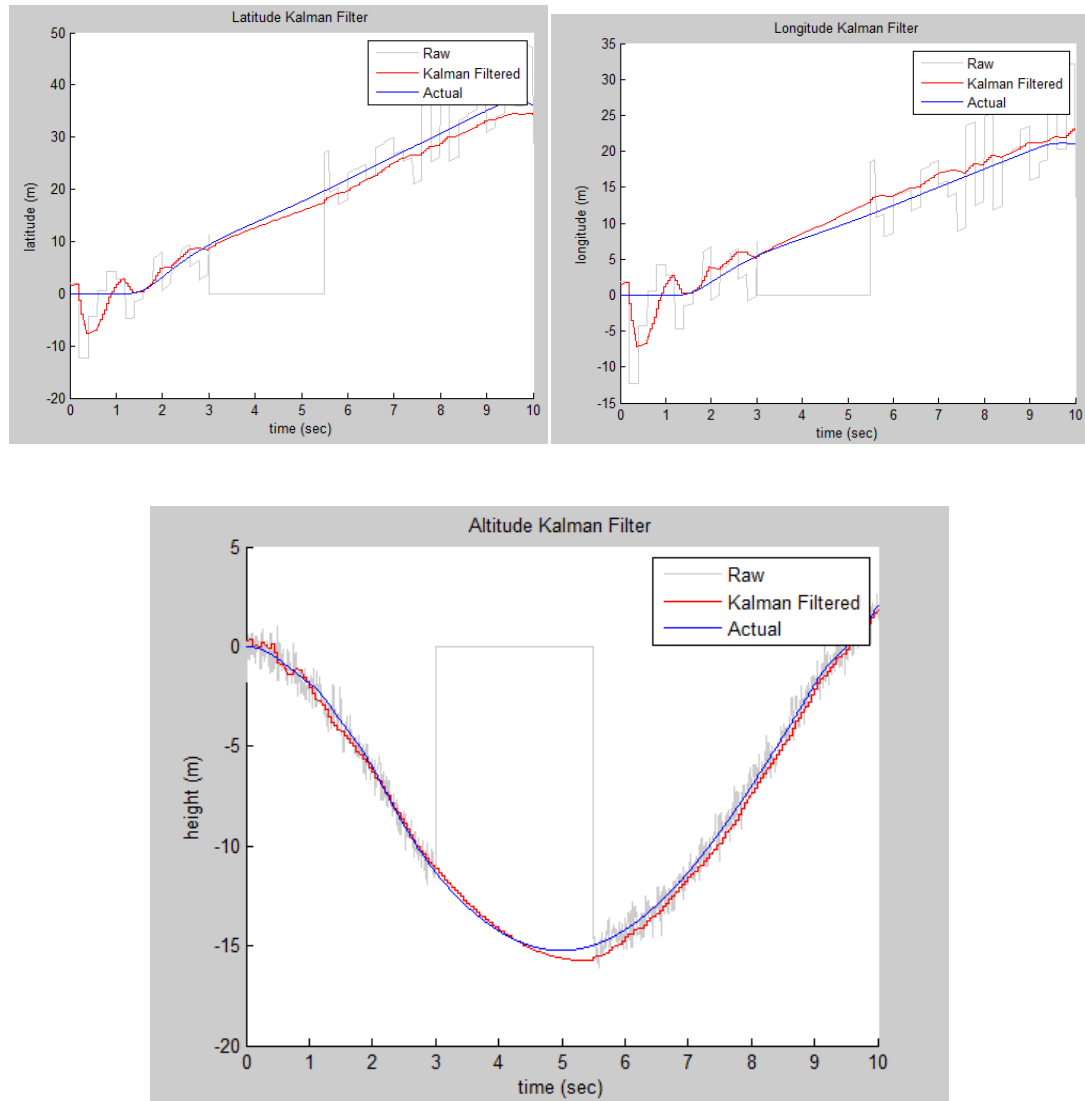 Latitude Kalman Filter
50
40
30
20
10
0
-10
-20
latitude (m)
Raw
Kalman Filtered
Actual
0 1 2 3 4 5 6 7 8 9 10
time (sec)
Longitude Kalman Filter
35
30
25
20
15
10
5
0
-5
-10
-15
longitude (m)
Raw
Kalman Filtered
Actual
0 1 2 3 4 5 6 7 8 9 10
time (sec)
Altitude Kalman Filter
5
0
-5
-10
-15
-20
height (m)
Raw
Kalman Filtered
Actual
0 1 2 3 4 5 6 7 8 9 10
time (sec)